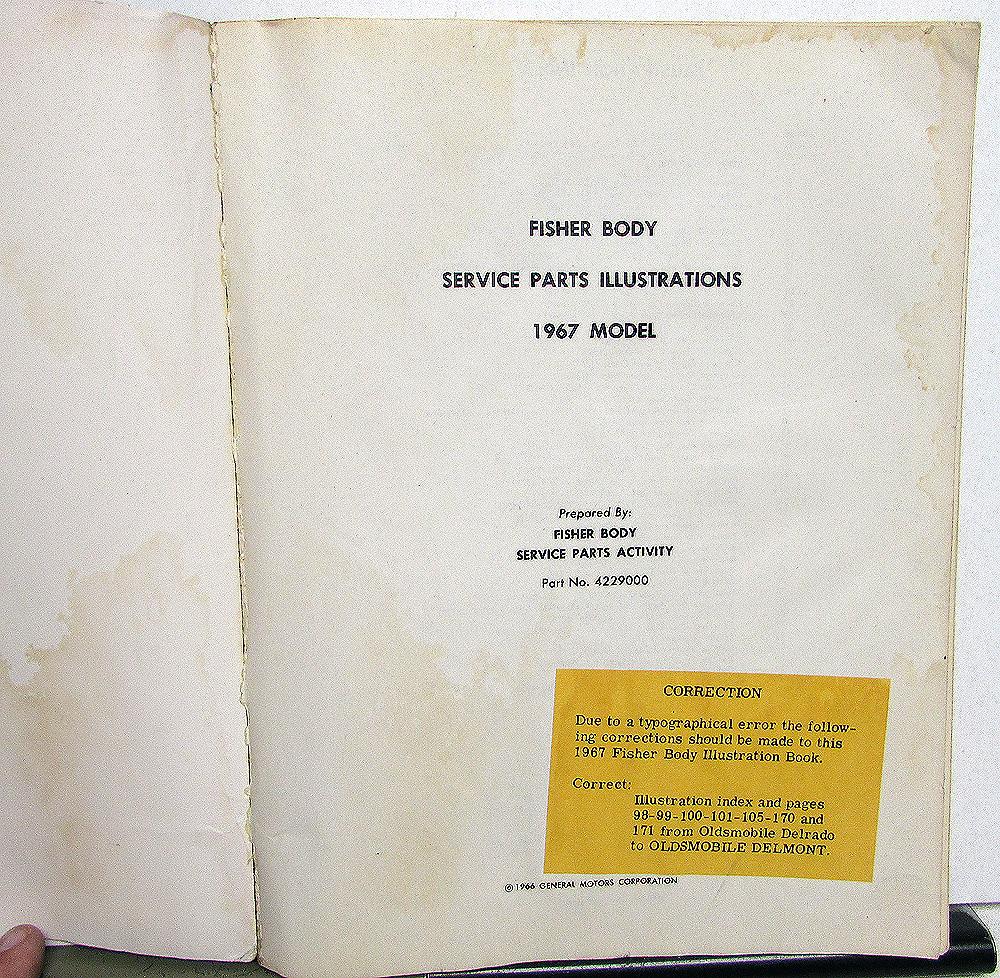 FISHER BODY
SERVICE PARTS ILLUSTRATIONS
1967 MODEL
Prepared By:
FISHER BODY
SERVICE PARTS ACTIVITY
Part No. 4229000
CORRECTION
Due to a typographical error the follow-
ing corrections should be made to this
1967 Fisher Body Illustration Book.
Correct:
Illustration index and pages
98-99-100-101-105-170 and
171 from Oldsmobile Delrado
to OLDSMOBILE DELMONT.
© 1966 GENERAL MOTORS CORPORATION